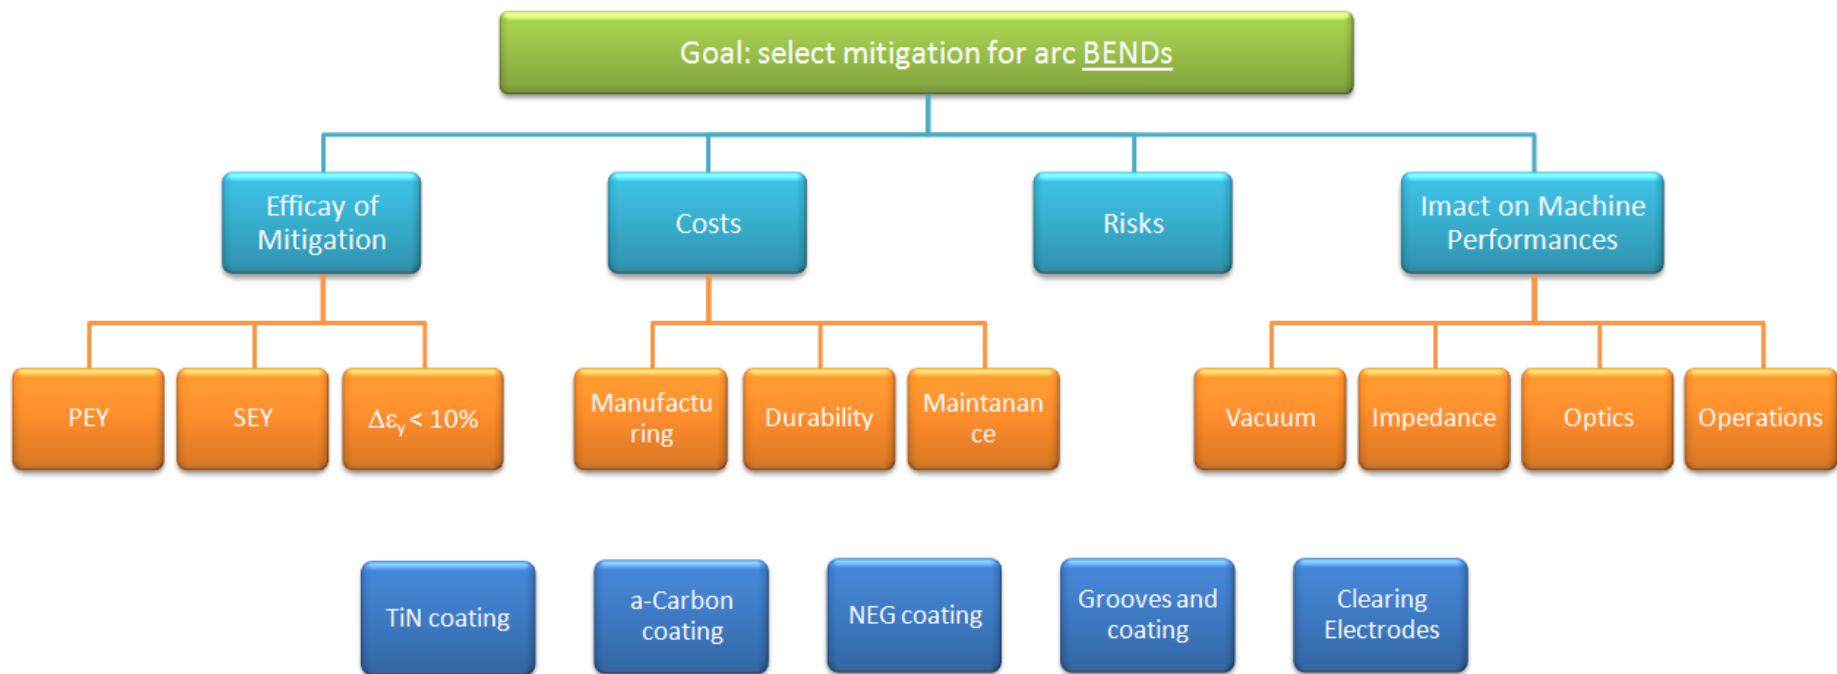 Goal: select mitigation for arc BENDs
Efficay of
Mitigation
Costs
Risks
Imact on Machine
Performances
PEY
SEY
Δεy < 10%
Manufactu
ring
Durability
Maintanan
ce
Vacuum
Impedance
Optics
Operations
TiN coating
a-Carbon
coating
NEG coating
Grooves and
coating
Clearing
Electrodes